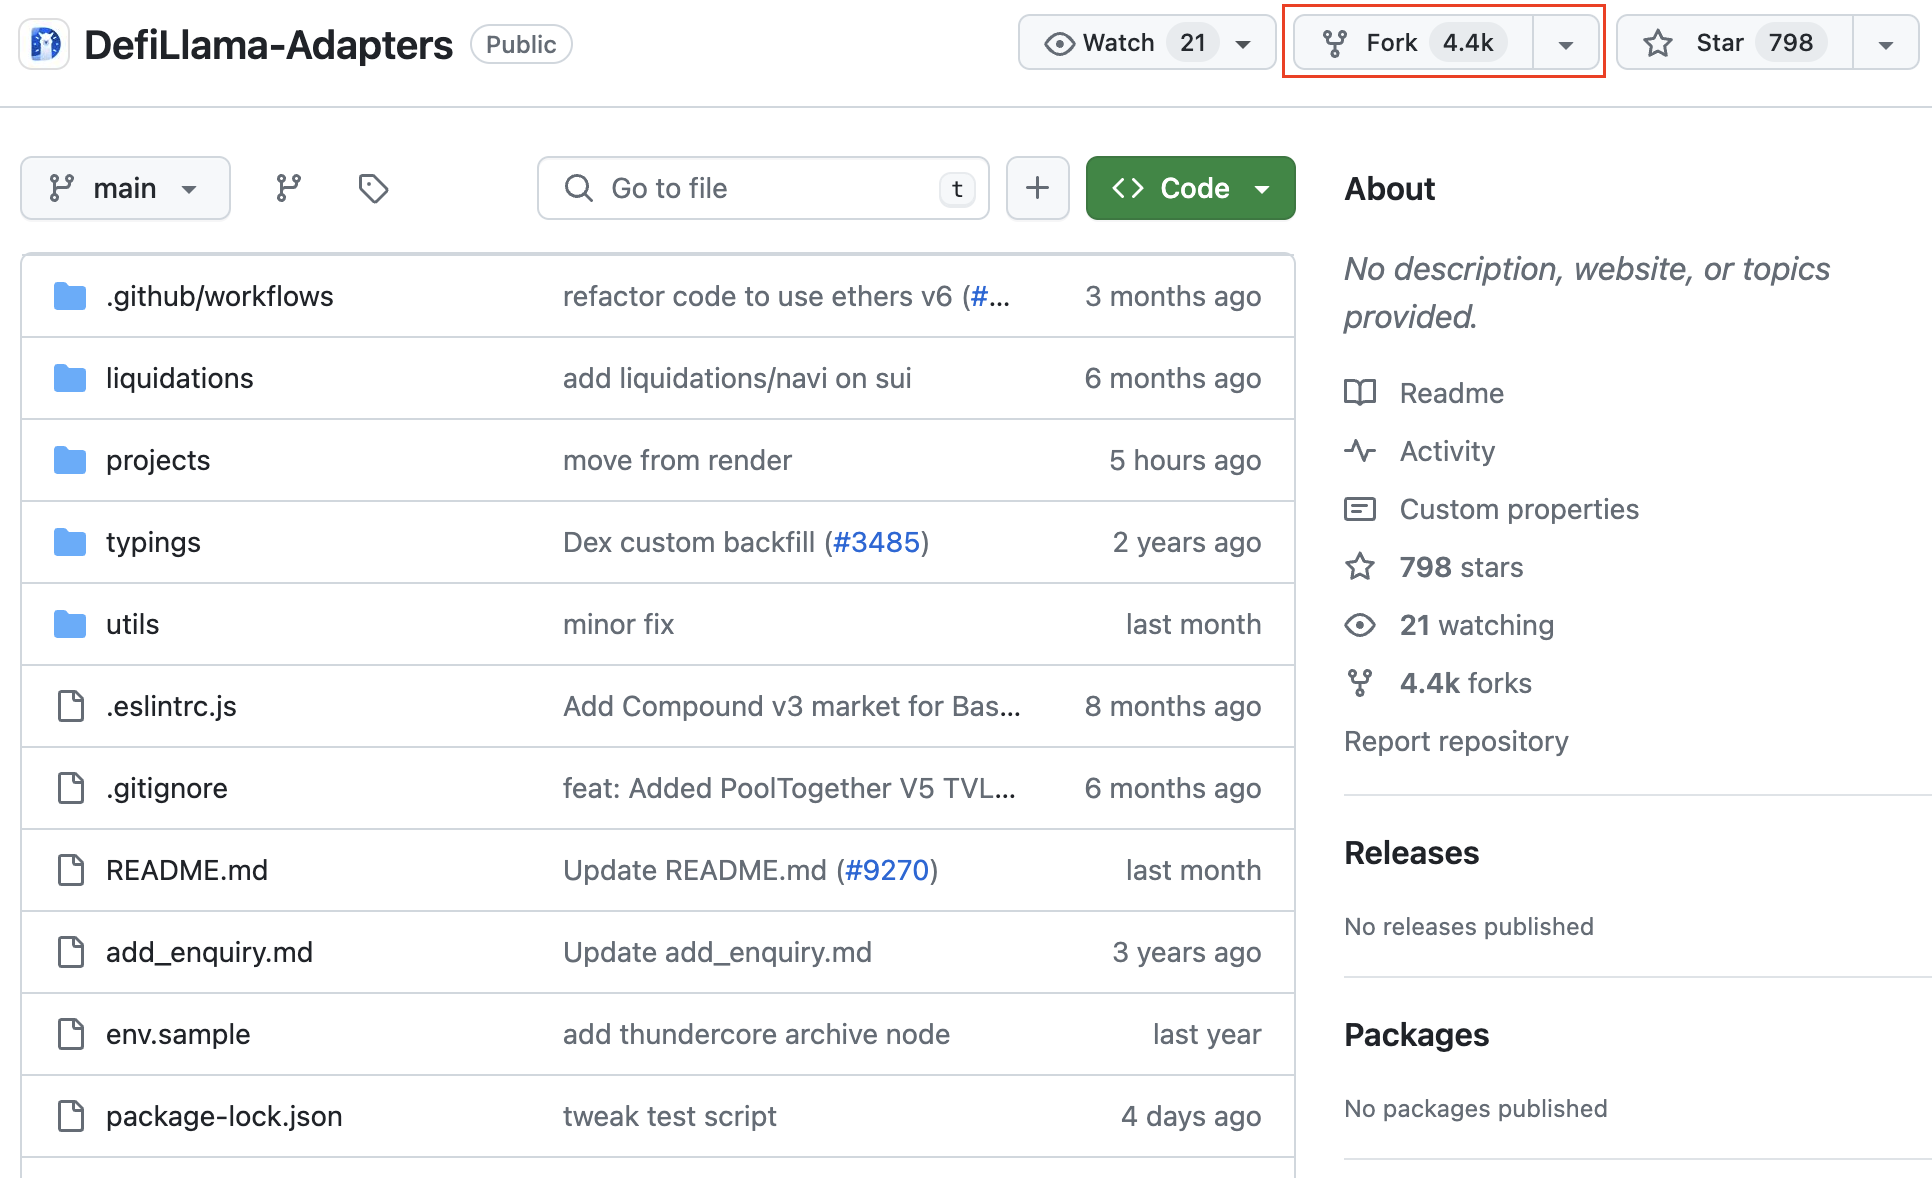 DefiLlama-Adapters Public Watch 21 Fork 4.4k Star 798
main Go to file t Code
.github/workflows refactor code to use ethers v6 (#... 3 months ago
liquidations add liquidations/navi on sui 6 months ago
projects move from render 5 hours ago
typings Dex custom backfill (#3485) 2 years ago
utils minor fix last month
.eslintrc.js Add Compound v3 market for Bas... 8 months ago
.gitignore feat: Added PoolTogether V5 TVL... 6 months ago
README.md Update README.md (#9270) last month
add_enquiry.md Update add_enquiry.md 3 years ago
env.sample add thundercore archive node last year
package-lock.json tweak test script 4 days ago
About
No description, website, or topics
provided.
Readme
Activity
Custom properties
798 stars
21 watching
4.4k forks
Report repository
Releases
No releases published
Packages
No packages published